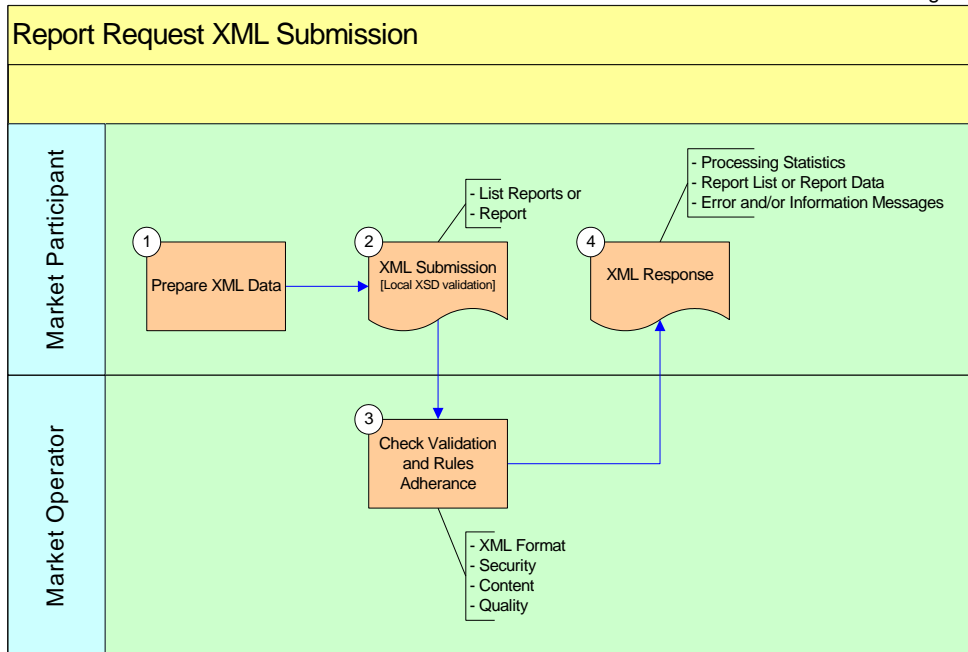 Report Request XML Submission
Market Participant
- Processing Statistics
- Report List or Report Data
- Error and/or Information Messages
- List Reports or
- Report
1
Prepare XML Data
2
XML Submission
[Local XSD validation]
4
XML Response
Market Operator
3
Check Validation
and Rules
Adherance
- XML Format
- Security
- Content
- Quality